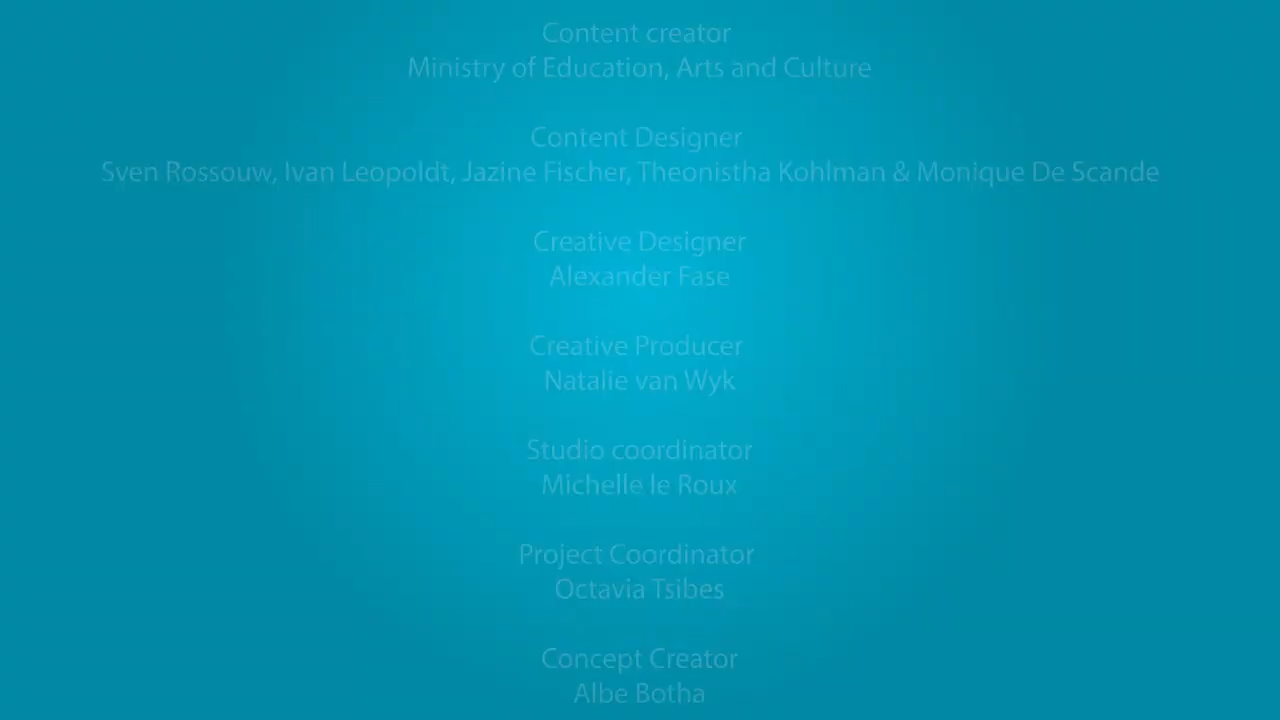 Content creator
Ministry of Education, Arts and Culture
Content Designer
Sven Rossouw, Ivan Leopoldt, Jazine Fischer, Theonistha Kohlman & Monique De Scande
Creative Designer
Alexander Fase
Creative Producer
Natalie van Wyk
Studio coordinator
Michelle le Roux
Project Coordinator
Octavia Tsibes
Concept Creator
Albe Botha